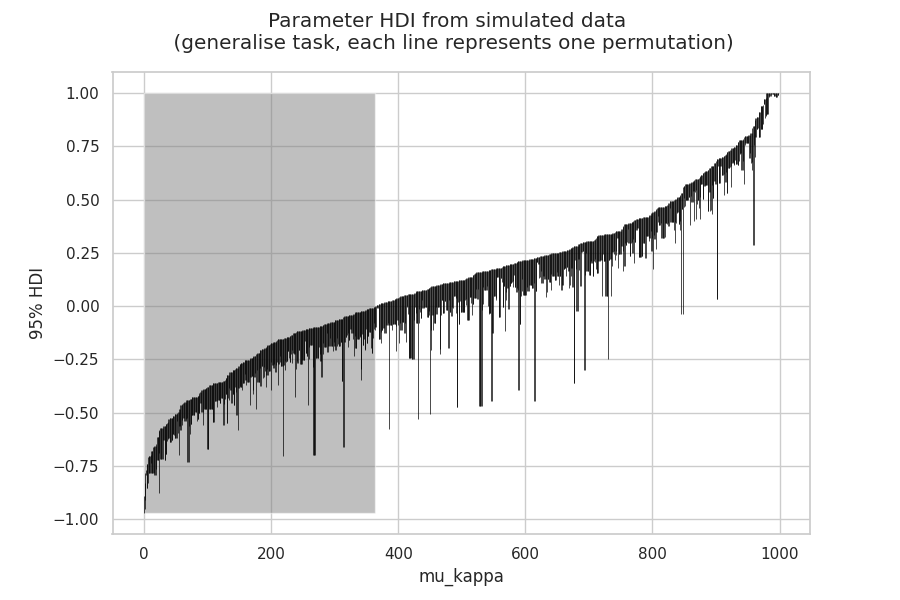 Parameter HDI from simulated data
(generalise task, each line represents one permutation)
1.00
0.75
0.50
0.25
0.00
−0.25
−0.50
−0.75
−1.00
95% HDI
0 200 400 600 800 1000
mu_kappa